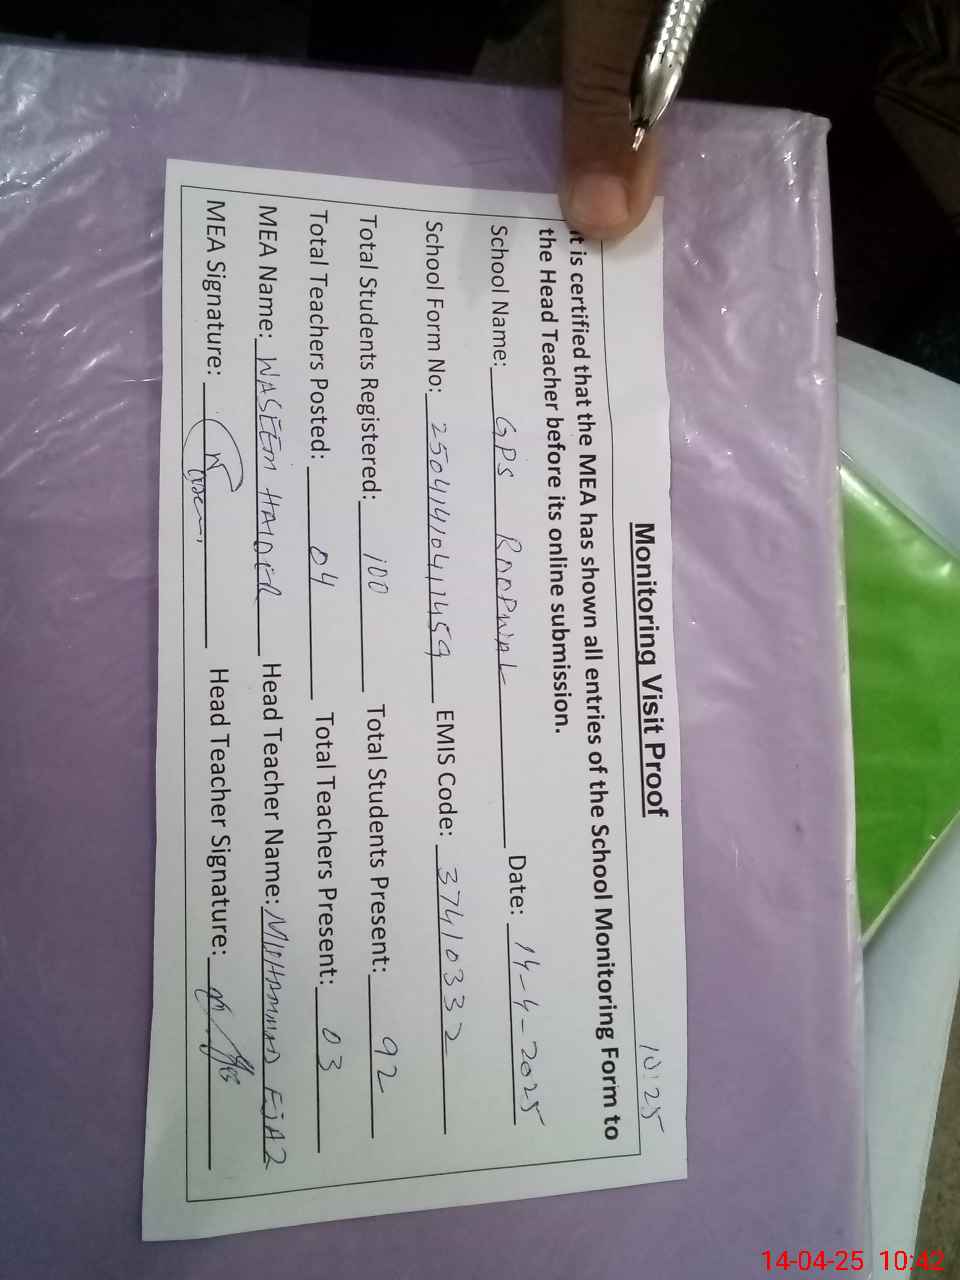 Monitoring Visit Proof 10:25
It is certified that the MEA has shown all entries of the School Monitoring Form to
the Head Teacher before its online submission.
School Name: GPS ROOPWAL Date: 14-4-2025
School Form No: 25041410411459 EMIS Code: 37410332
Total Students Registered: 100 Total Students Present: 92
Total Teachers Posted: 04 Total Teachers Present: 03
MEA Name: WASEEM HAIDER Head Teacher Name: MUHAMMAD EJAZ
MEA Signature: Head Teacher Signature:
14-04-25 10:42